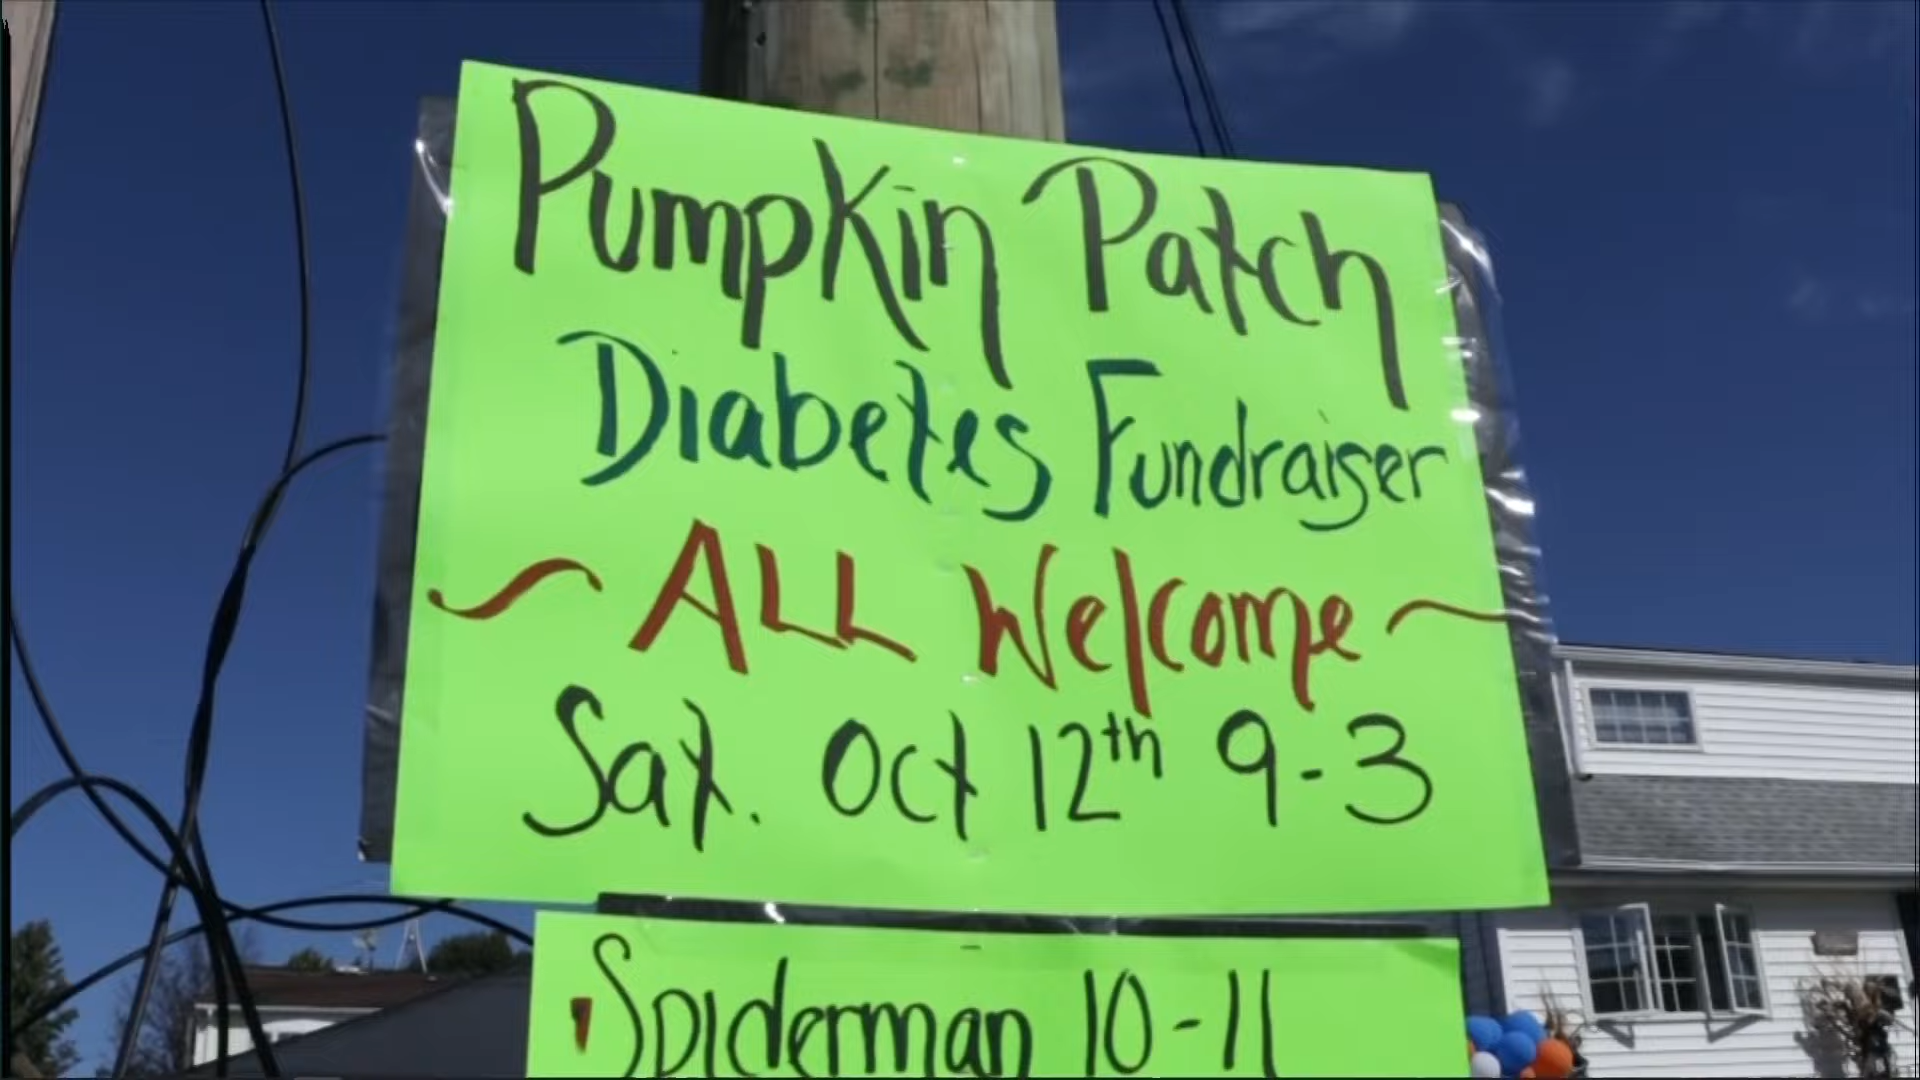 Pumpkin Patch
Diabetes Fundraiser
~ ALL Welcome ~
Sat. Oct 12th 9-3
Spiderman 10-11